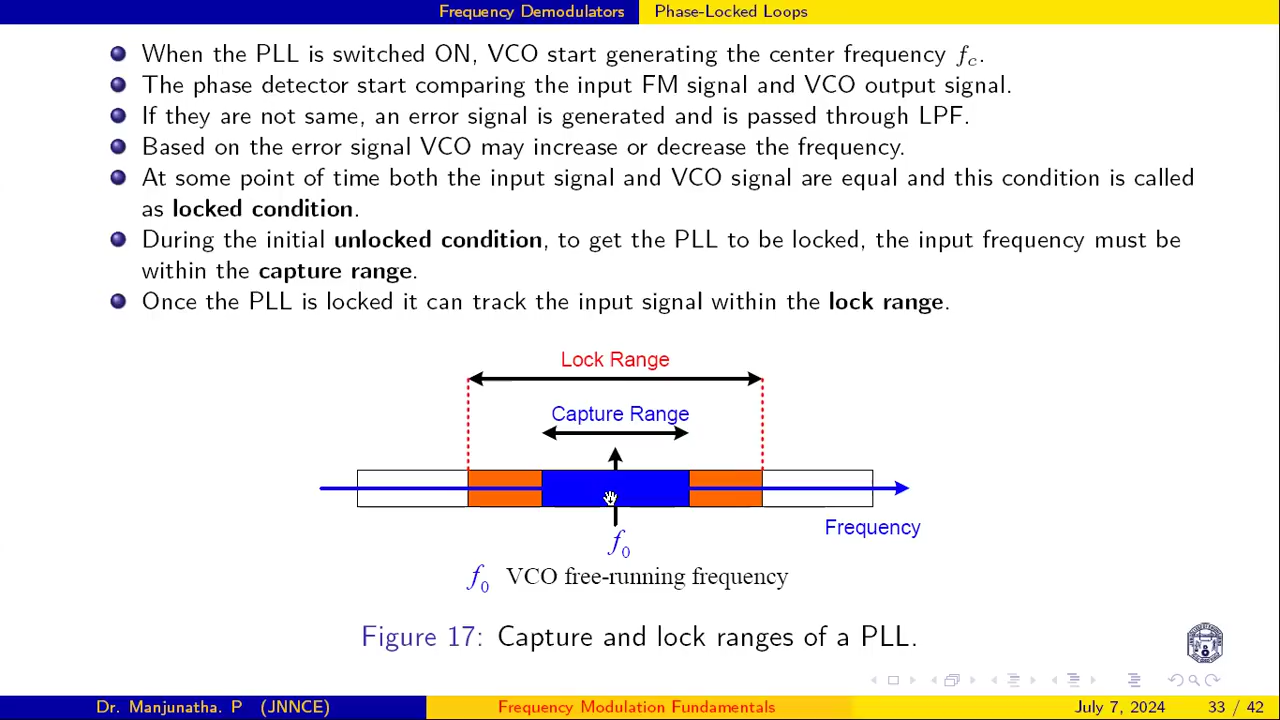 Frequency Demodulators Phase-Locked Loops
When the PLL is switched ON, VCO start generating the center frequency fc.
The phase detector start comparing the input FM signal and VCO output signal.
If they are not same, an error signal is generated and is passed through LPF.
Based on the error signal VCO may increase or decrease the frequency.
At some point of time both the input signal and VCO signal are equal and this condition is called
as locked condition.
During the initial unlocked condition, to get the PLL to be locked, the input frequency must be
within the capture range.
Once the PLL is locked it can track the input signal within the lock range.
Lock Range
Capture Range
Frequency
f0
f0 VCO free-running frequency
Figure 17: Capture and lock ranges of a PLL.
Dr. Manjunatha. P (JNNCE) Frequency Modulation Fundamentals July 7, 2024 33 / 42